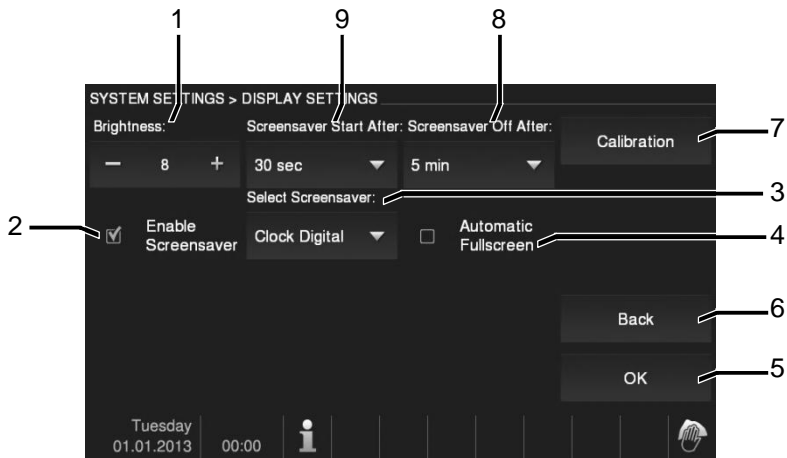 1
9
8
SYSTEM SETTINGS > DISPLAY SETTINGS
Brightness: Screensaver Start After: Screensaver Off After:
Calibration
7
− 8 + 30 sec 5 min
Select Screensaver:
3
2
Enable Screensaver
Clock Digital
Automatic Fullscreen
4
Back
6
OK
5
Tuesday
01.01.2013
00:00
i